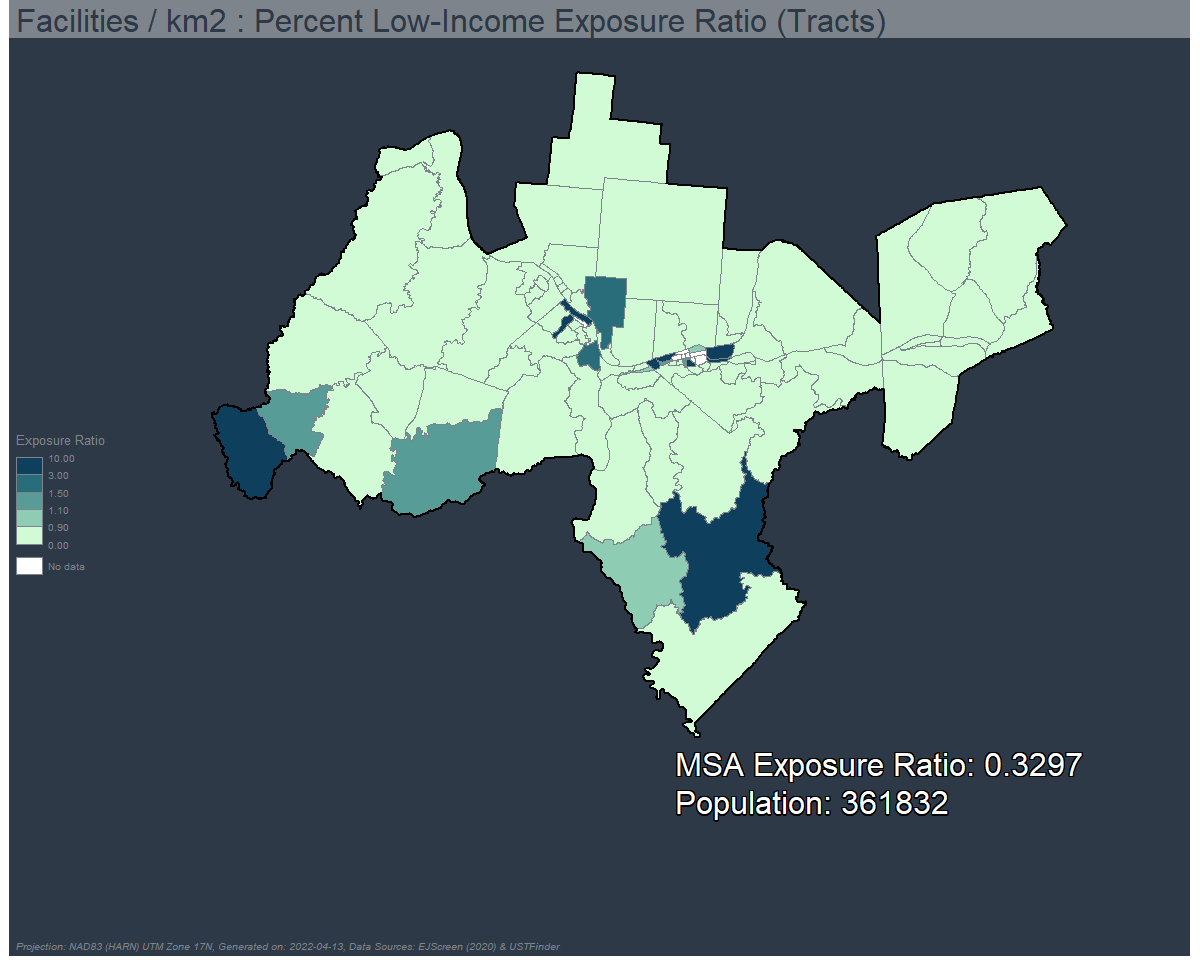 Facilities / km2 : Percent Low-Income Exposure Ratio (Tracts)
Exposure Ratio
10.00
3.00
1.50
1.10
0.90
0.00
No data
MSA Exposure Ratio: 0.3297
Population: 361832
Projection: NAD83 (HARN) UTM Zone 17N, Generated on: 2022-04-13, Data Sources: EJScreen (2020) & USTFinder